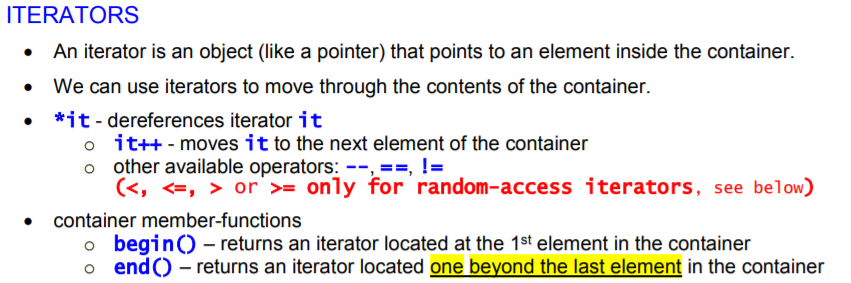 ITERATORS
• An iterator is an object (like a pointer) that points to an element inside the container.
• We can use iterators to move through the contents of the container.
• *it - dereferences iterator it
o it++ - moves it to the next element of the container
o other available operators: --, ==, !=
(<, <=, > or >= only for random-access iterators, see below)
• container member-functions
o begin() – returns an iterator located at the 1st element in the container
o end() – returns an iterator located one beyond the last element in the container